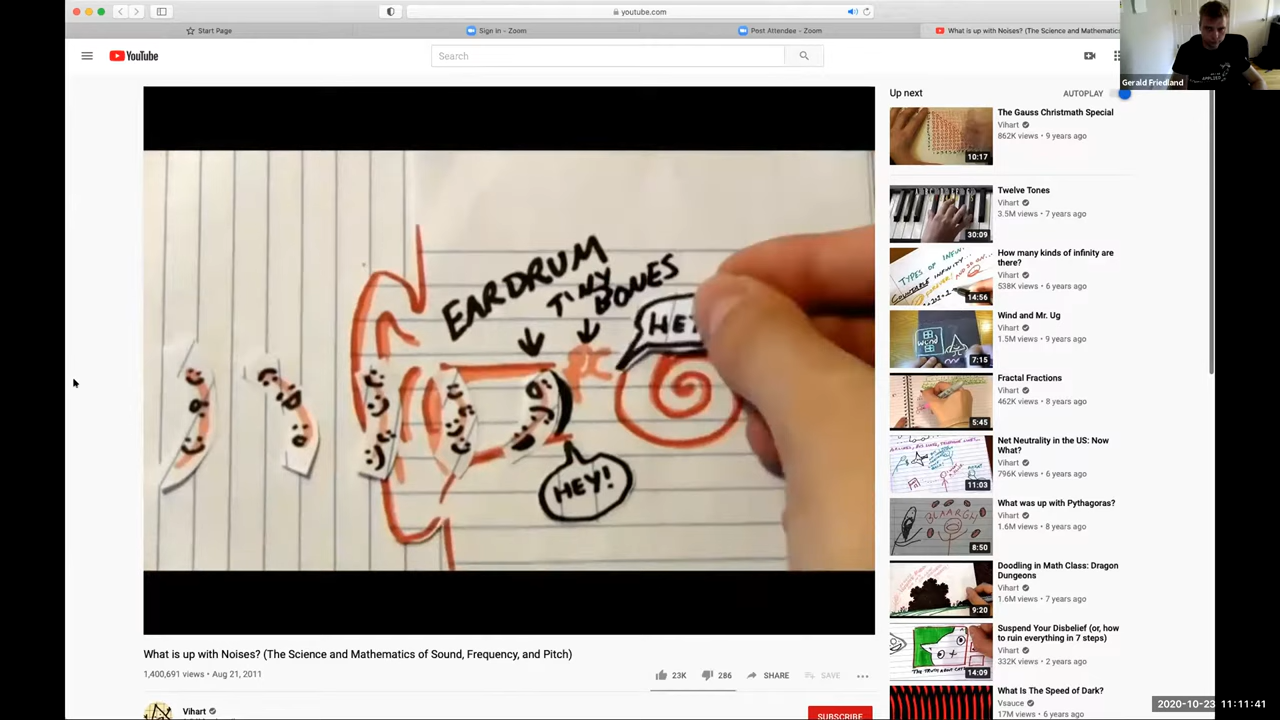 youtube.com
Start Page
Sign In - Zoom
Post Attendee - Zoom
What is up with Noises? (The Science and Mathematics
Gerald Friedland
YouTube
Search
EARDRUM
TINY
BONES
HEY!
Up next
AUTOPLAY
The Gauss Christmath Special
Vihart
862K views • 9 years ago
10:17
Twelve Tones
Vihart
3.5M views • 7 years ago
30:09
How many kinds of infinity are
there?
Vihart
538K views • 6 years ago
14:56
Wind and Mr. Ug
Vihart
1.5M views • 9 years ago
7:15
Fractal Fractions
Vihart
462K views • 8 years ago
5:45
Net Neutrality in the US: Now
What?
Vihart
796K views • 6 years ago
11:03
What was up with Pythagoras?
Vihart
1.6M views • 8 years ago
8:50
Doodling in Math Class: Dragon
Dungeons
Vihart
1.6M views • 7 years ago
9:20
Suspend Your Disbelief (or, how
to ruin everything in 7 steps)
Vihart
332K views • 2 years ago
14:09
What Is The Speed of Dark?
Vsauce
17M views • 6 years ago
What is up with Noises? (The Science and Mathematics of Sound, Frequency, and Pitch)
1,400,691 views • Aug 21, 2011
23K
286
SHARE
SAVE
Vihart
SUBSCRIBE
2020-10-23 11:11:41